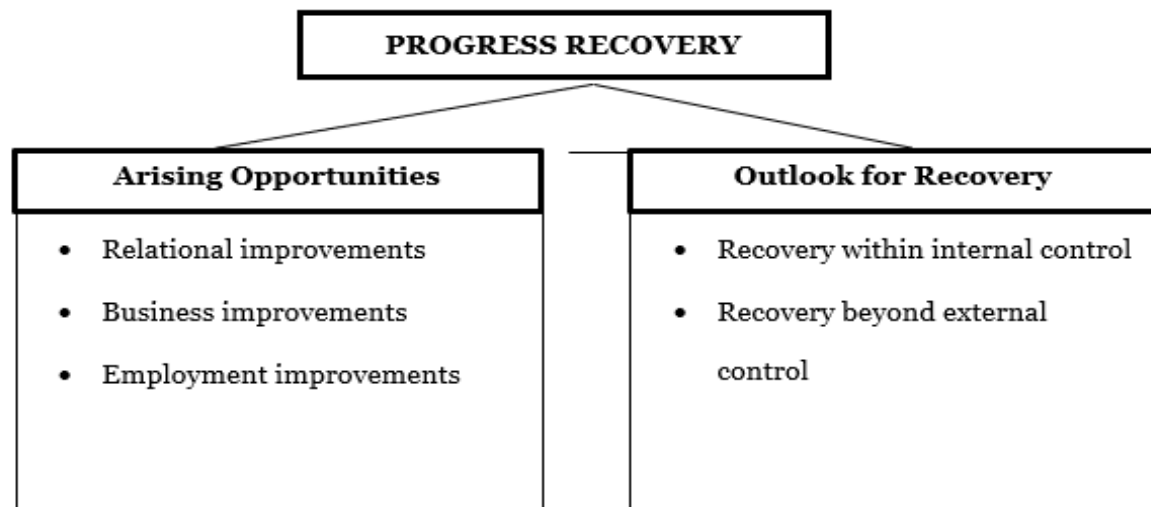 PROGRESS RECOVERY
Arising Opportunities
• Relational improvements
• Business improvements
• Employment improvements
Outlook for Recovery
• Recovery within internal control
• Recovery beyond external
control